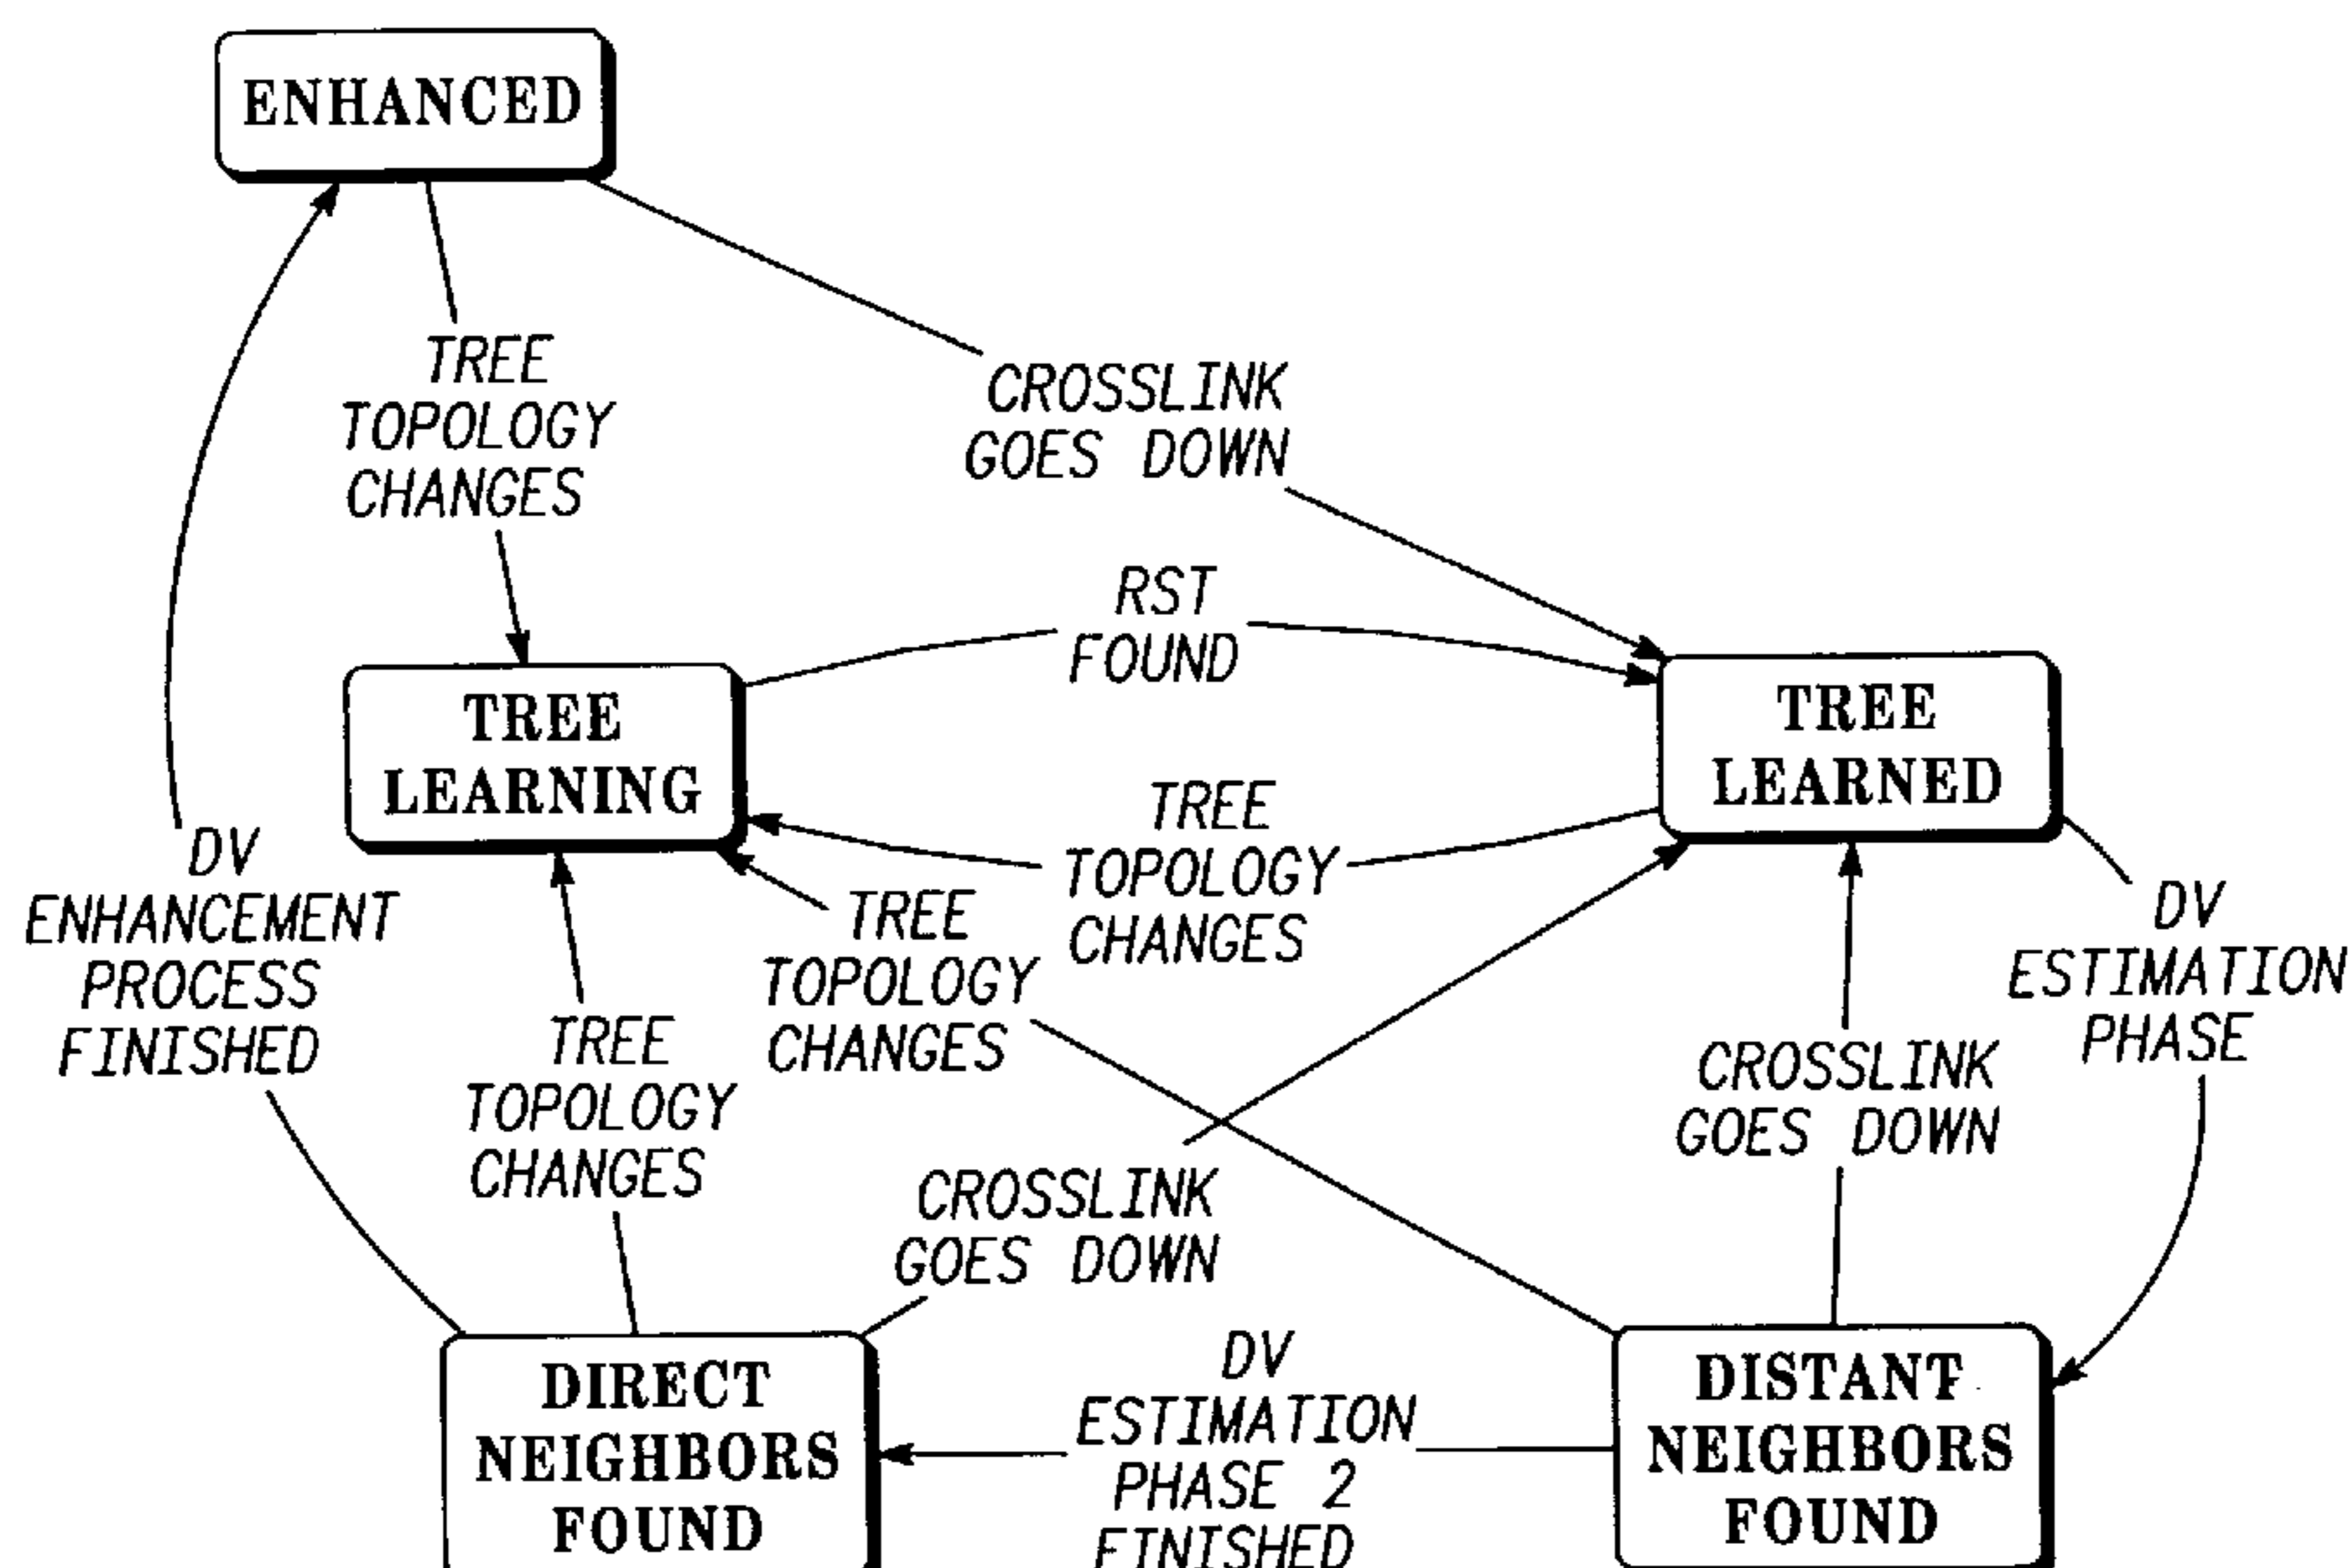 ENHANCED
TREE
TOPOLOGY
CHANGES
CROSSLINK
GOES DOWN
RST
FOUND
TREE
LEARNING
TREE
LEARNED
TREE
TOPOLOGY
CHANGES
DV
ENHANCEMENT
PROCESS
FINISHED
TREE
TOPOLOGY
CHANGES
DV
ESTIMATION
PHASE
TREE
TOPOLOGY
CHANGES
CROSSLINK
GOES DOWN
CROSSLINK
GOES DOWN
DIRECT
NEIGHBORS
FOUND
DV
ESTIMATION
PHASE 2
FINISHED
DISTANT
NEIGHBORS
FOUND